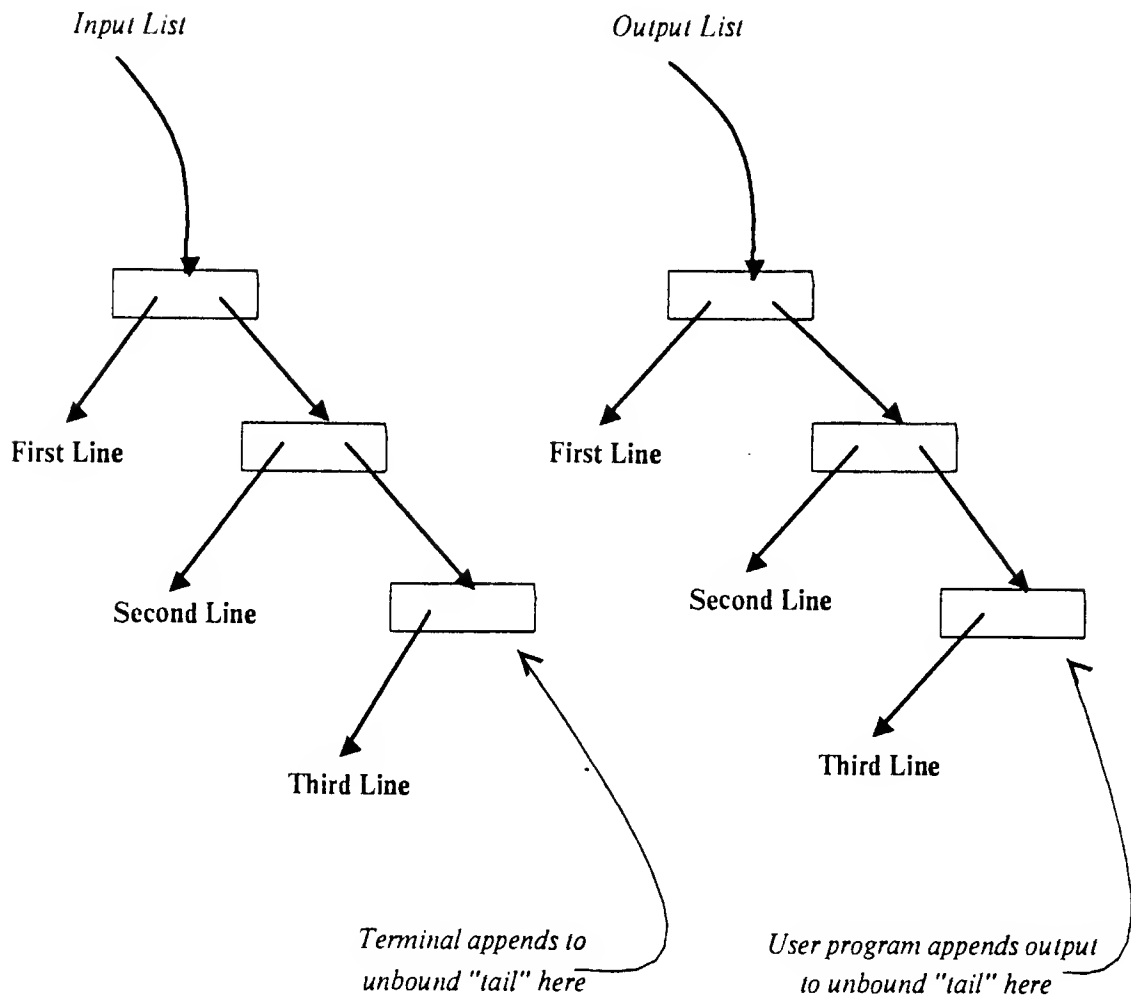 Input List
Output List
First Line
First Line
Second Line
Second Line
Third Line
Third Line
Terminal appends to
unbound "tail" here
User program appends output
to unbound "tail" here